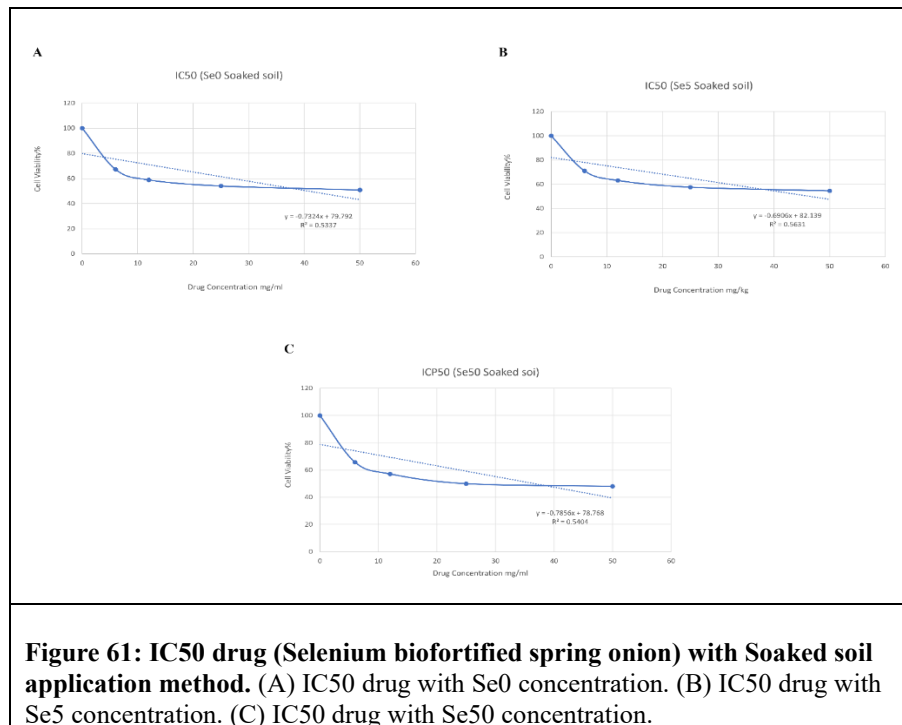 A
IC50 (Se0 Soaked soil)
120
100
80
60
40
20
0
0 10 20 30 40 50 60
Cell Viability%
Drug Concentration mg/ml
y = -0.7324x + 79.792
R² = 0.5337
B
IC50 (Se5 Soaked soil)
120
100
80
60
40
20
0
0 10 20 30 40 50 60
Cell Viability%
Drug Concentration mg/kg
y = -0.6906x + 82.139
R² = 0.5631
C
ICP50 (Se50 Soaked soi)
120
100
80
60
40
20
0
0 10 20 30 40 50 60
Cell Viability%
Drug Concentration mg/ml
y = -0.7856x + 78.768
R² = 0.5404
Figure 61: IC50 drug (Selenium biofortified spring onion) with Soaked soil
application method. (A) IC50 drug with Se0 concentration. (B) IC50 drug with
Se5 concentration. (C) IC50 drug with Se50 concentration.